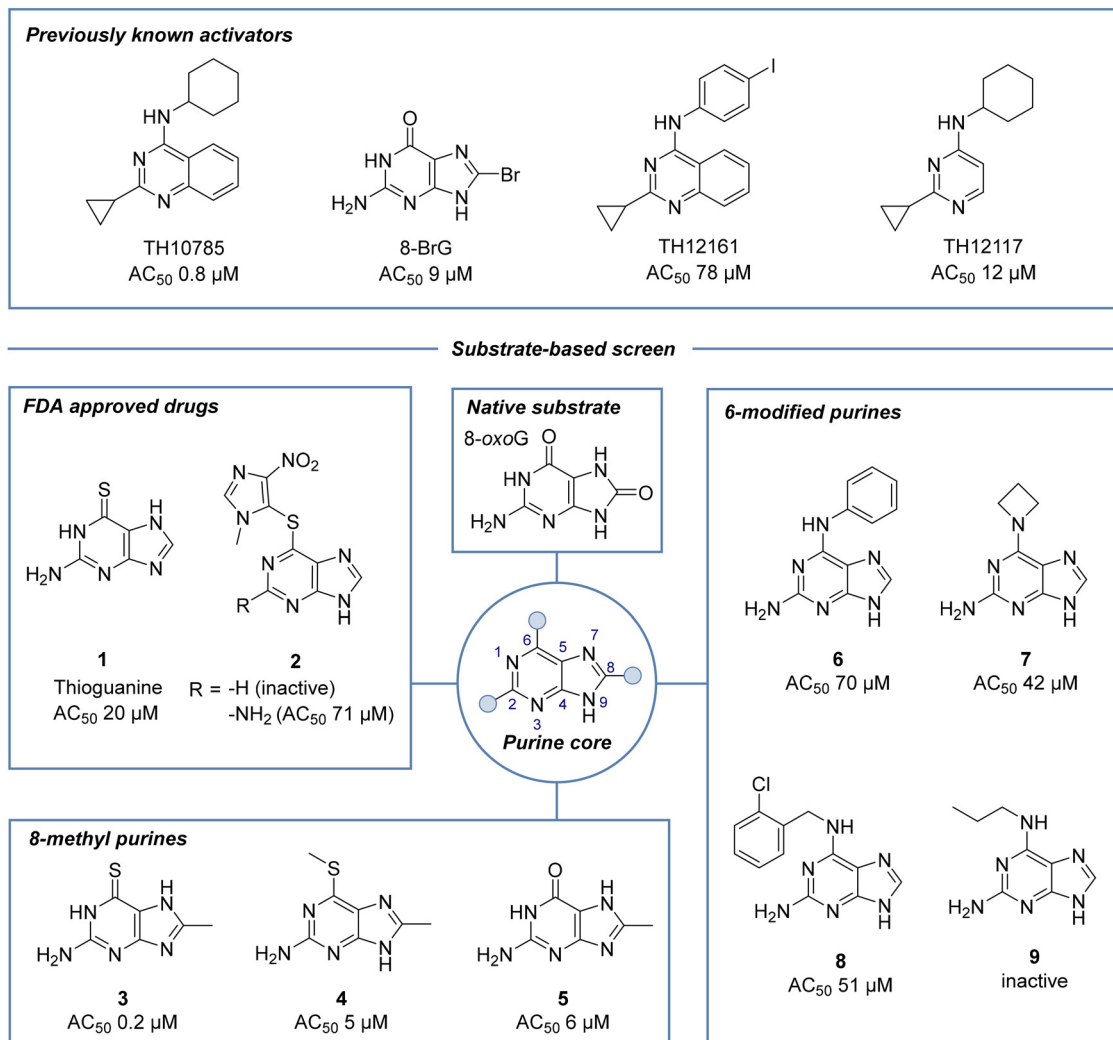 Previously known activators
HN
N
N
TH10785
AC50 0.8 µM
O
HN
N
Br
H2N
N
N
H
8-BrG
AC50 9 µM
I
HN
N
N
TH12161
AC50 78 µM
HN
N
N
TH12117
AC50 12 µM
Substrate-based screen
FDA approved drugs
S
H
N
HN
H2N
N
N
1
Thioguanine
AC50 20 µM
NO2
N
N
S
N
N
R
N
N
H
2
R = -H (inactive)
-NH2 (AC50 71 µM)
Native substrate
8-oxoG
O
H
N
HN
O
H2N
N
N
H
6
5
7
N
1
N
8
2
N
3
4
N
9
H
Purine core
6-modified purines
HN
N
N
H2N
N
N
H
6
AC50 70 µM
N
N
N
H2N
N
N
H
7
AC50 42 µM
Cl
NH
N
N
H2N
N
N
H
8
AC50 51 µM
NH
N
N
H2N
N
N
H
9
inactive
8-methyl purines
S
H
N
HN
H2N
N
N
3
AC50 0.2 µM
S
N
N
H2N
N
N
H
4
AC50 5 µM
O
H
N
HN
H2N
N
N
5
AC50 6 µM